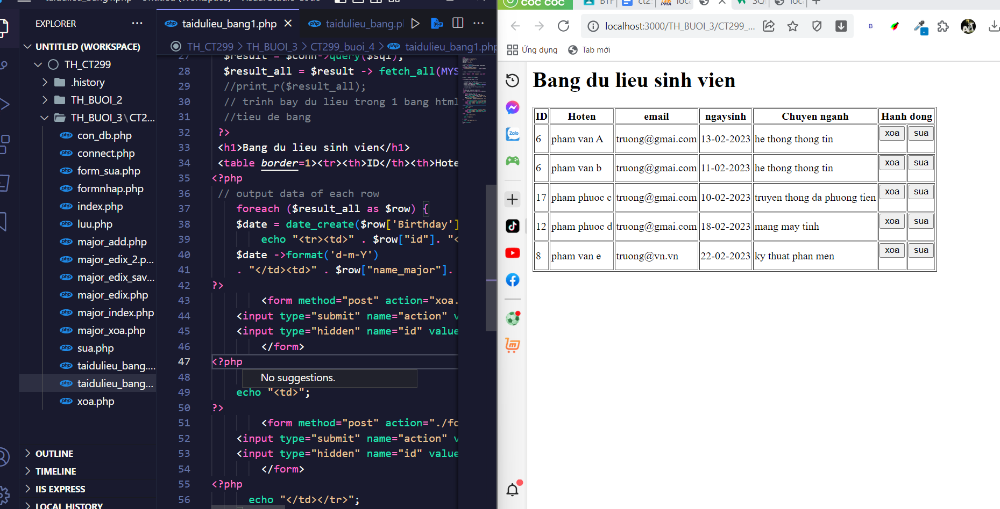 EXPLORER
UNTITLED (WORKSPACE)
TH_CT299
.history
TH_BUOI_2
TH_BUOI_3\CT2...
con_db.php
connect.php
form_sua.php
formnhap.php
index.php
luu.php
major_add.php
major_edix_2.p...
major_edix_sav...
major_edix.php
major_index.php
major_xoa.php
sua.php
taidulieu_bang....
taidulieu_bang...
xoa.php
OUTLINE
TIMELINE
IIS EXPRESS
LOCAL HISTORY
taidulieu_bang1.php
taidulieu_bang.p
TH_CT299 > TH_BUOI_3 > CT299_buoi_4 > taidulieu_bang1.php
27 $result = $conn->query($sql);
28 $result_all = $result -> fetch_all(MYS
29 //print_r($result_all);
30 // trinh bay du lieu trong 1 bang html
31 //tieu de bang
32 ?>
33 <h1>Bang du lieu sinh vien</h1>
34 <table border=1><tr><th>ID</th><th>Hote
35 <?php
36 // output data of each row
37 foreach ($result_all as $row) {
38 $date = date_create($row['Birthday']
39 echo "<tr><td>" . $row["id"]. "<
40 $date ->format('d-m-Y')
41 . "</td><td>" . $row["name_major"].
42 ?>
43 <form method="post" action="xoa.
44 <input type="submit" name="action" v
45 <input type="hidden" name="id" value
46 </form>
47 <?php
48 No suggestions.
49 echo "<td>";
50 ?>
51 <form method="post" action="./fo
52 <input type="submit" name="action" v
53 <input type="hidden" name="id" value
54 </form>
55 <?php
56 echo "</td></tr>";
localhost:3000/TH_BUOI_3/CT299_...
Ứng dụng
Tab mới
Zalo
Bang du lieu sinh vien
ID Hoten email ngaysinh Chuyen nganh Hanh dong
6 pham van A truong@gmai.com 13-02-2023 he thong thong tin xoa sua
6 pham van b truong@gmai.com 11-02-2023 he thong thong tin xoa sua
17 pham phuoc c truong@gmai.com 10-02-2023 truyen thong da phuong tien xoa sua
12 pham phuoc d truong@gmai.com 18-02-2023 mang may tinh xoa sua
8 pham van e truong@vn.vn 22-02-2023 ky thuat phan men xoa sua